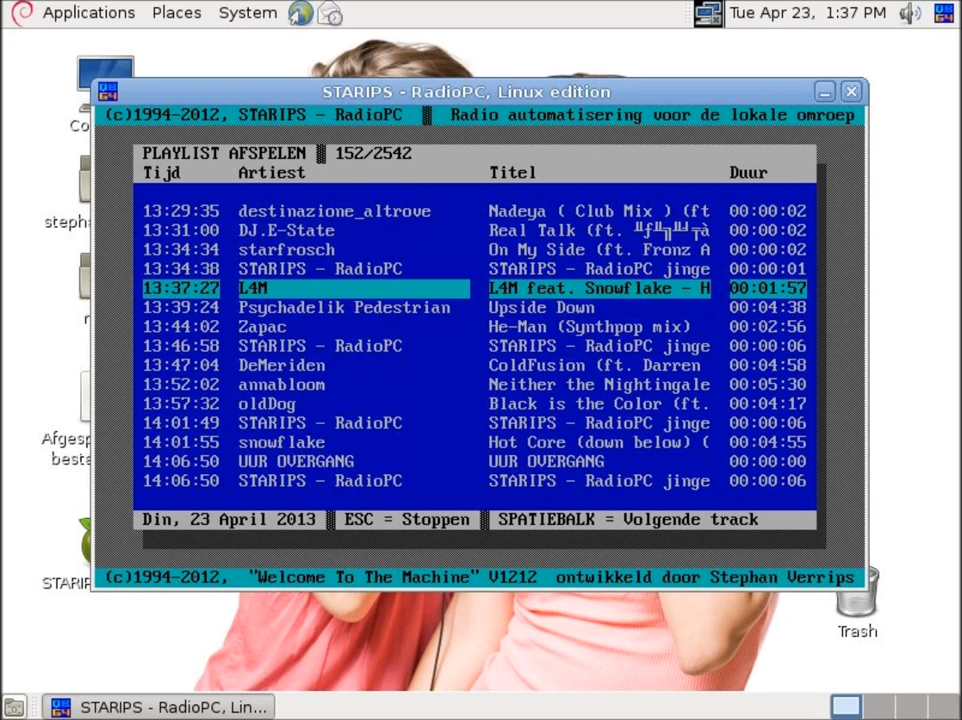 Applications Places System
Tue Apr 23, 1:37 PM
STARIPS - RadioPC, Linux edition
(c)1994-2012, STARIPS - RadioPC Radio automatisering voor de lokale omroep
PLAYLIST AFSPELEN 152/2542
Tijd Artiest Titel Duur
13:29:35 destinazione_altrove Nadeya ( Club Mix ) (ft 00:00:02
13:31:00 DJ.E-State Real Talk (ft. ╨ƒ╨╖╨╤à 00:00:02
13:34:34 starfrosch On My Side (ft. Fronz A 00:00:02
13:34:38 STARIPS - RadioPC STARIPS - RadioPC jinge 00:00:01
13:37:27 L4M L4M feat. Snowflake - H 00:01:57
13:39:24 Psychadelik Pedestrian Upside Down 00:04:38
13:44:02 Zapac He-Man (Synthpop mix) 00:02:56
13:46:58 STARIPS - RadioPC STARIPS - RadioPC jinge 00:00:06
13:47:04 DeMeriden ColdFusion (ft. Darren 00:04:58
13:52:02 annabloom Neither the Nightingale 00:05:30
13:57:32 oldDog Black is the Color (ft. 00:04:17
14:01:49 STARIPS - RadioPC STARIPS - RadioPC jinge 00:00:06
14:01:55 snowflake Hot Core (down below) ( 00:04:55
14:06:50 UUR OVERGANG UUR OVERGANG 00:00:00
14:06:50 STARIPS - RadioPC STARIPS - RadioPC jinge 00:00:06
Din, 23 April 2013 ESC = Stoppen SPATIEBALK = Volgende track
(c)1994-2012, "Welcome To The Machine" V1212 ontwikkeld door Stephan Verrips
Co
steph
Afgesp
besta
STARIP
Trash
STARIPS - RadioPC, Lin...